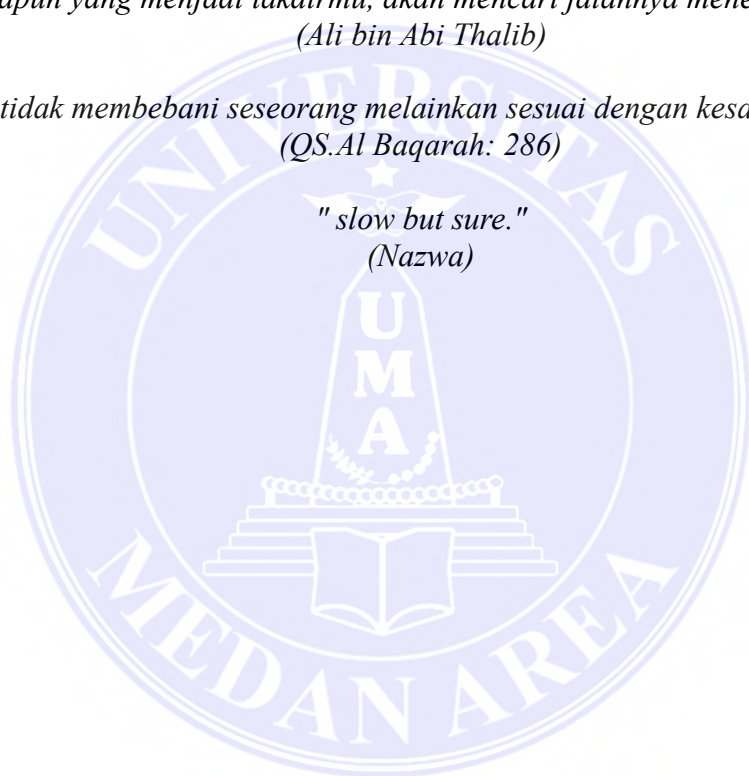 apun yang menjadi takdirmu, akan mencari jalannya mene
(Ali bin Abi Thalib)
tidak membebani seseorang melainkan sesuai dengan kesa
(QS.Al Baqarah: 286)
" slow but sure."
(Nazwa)
UNIVERSITAS
U
M
A
MEDAN AREA